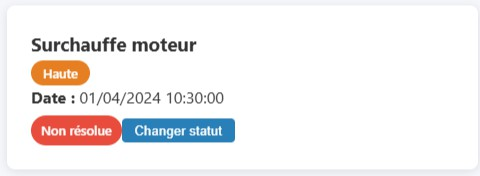 Surchauffe moteur
Haute
Date : 01/04/2024 10:30:00
Non résolue Changer statut